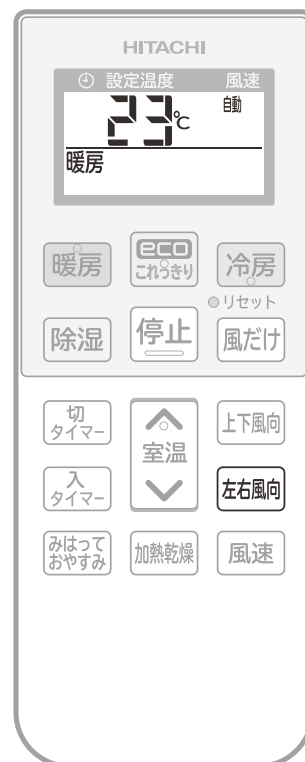 HITACHI
設定温度 風速
23℃ 自動
暖房
暖房 eco これっきり 冷房
リセット
除湿 停止 風だけ
切タイマー 室温 上下風向
入タイマー 左右風向
みはっておやすみ 加熱乾燥 風速